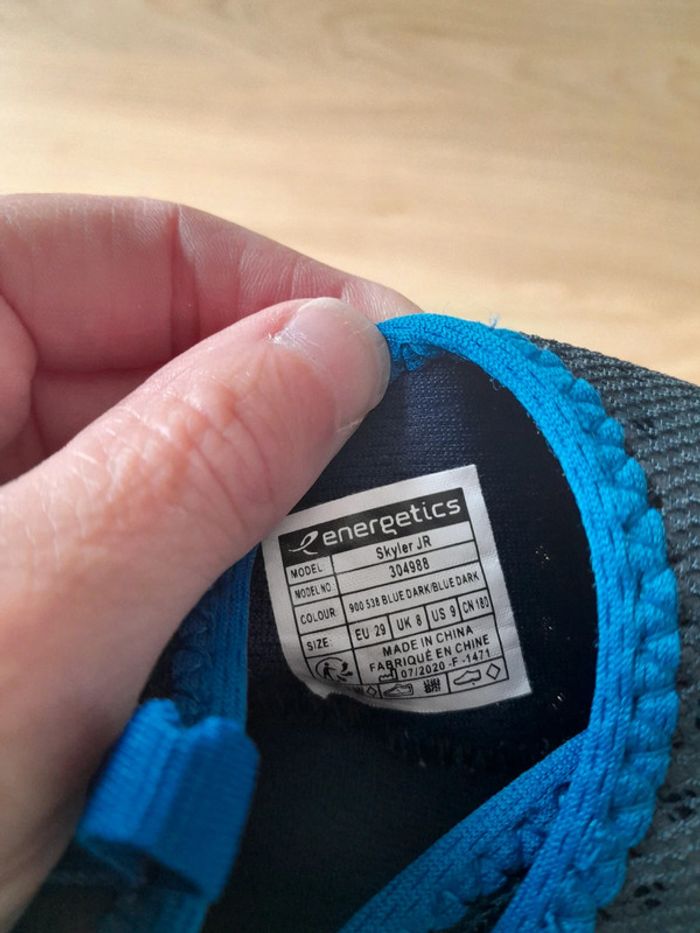 energetics
MODEL: Skyler JR
MODEL NO 304988
COLOUR: 900 538 BLUE DARK/BLUE DARK
SIZE: EU 29 UK 8 US 9 CN 180
MADE IN CHINA
FABRIQUÉ EN CHINE
07/2020 -F -1471